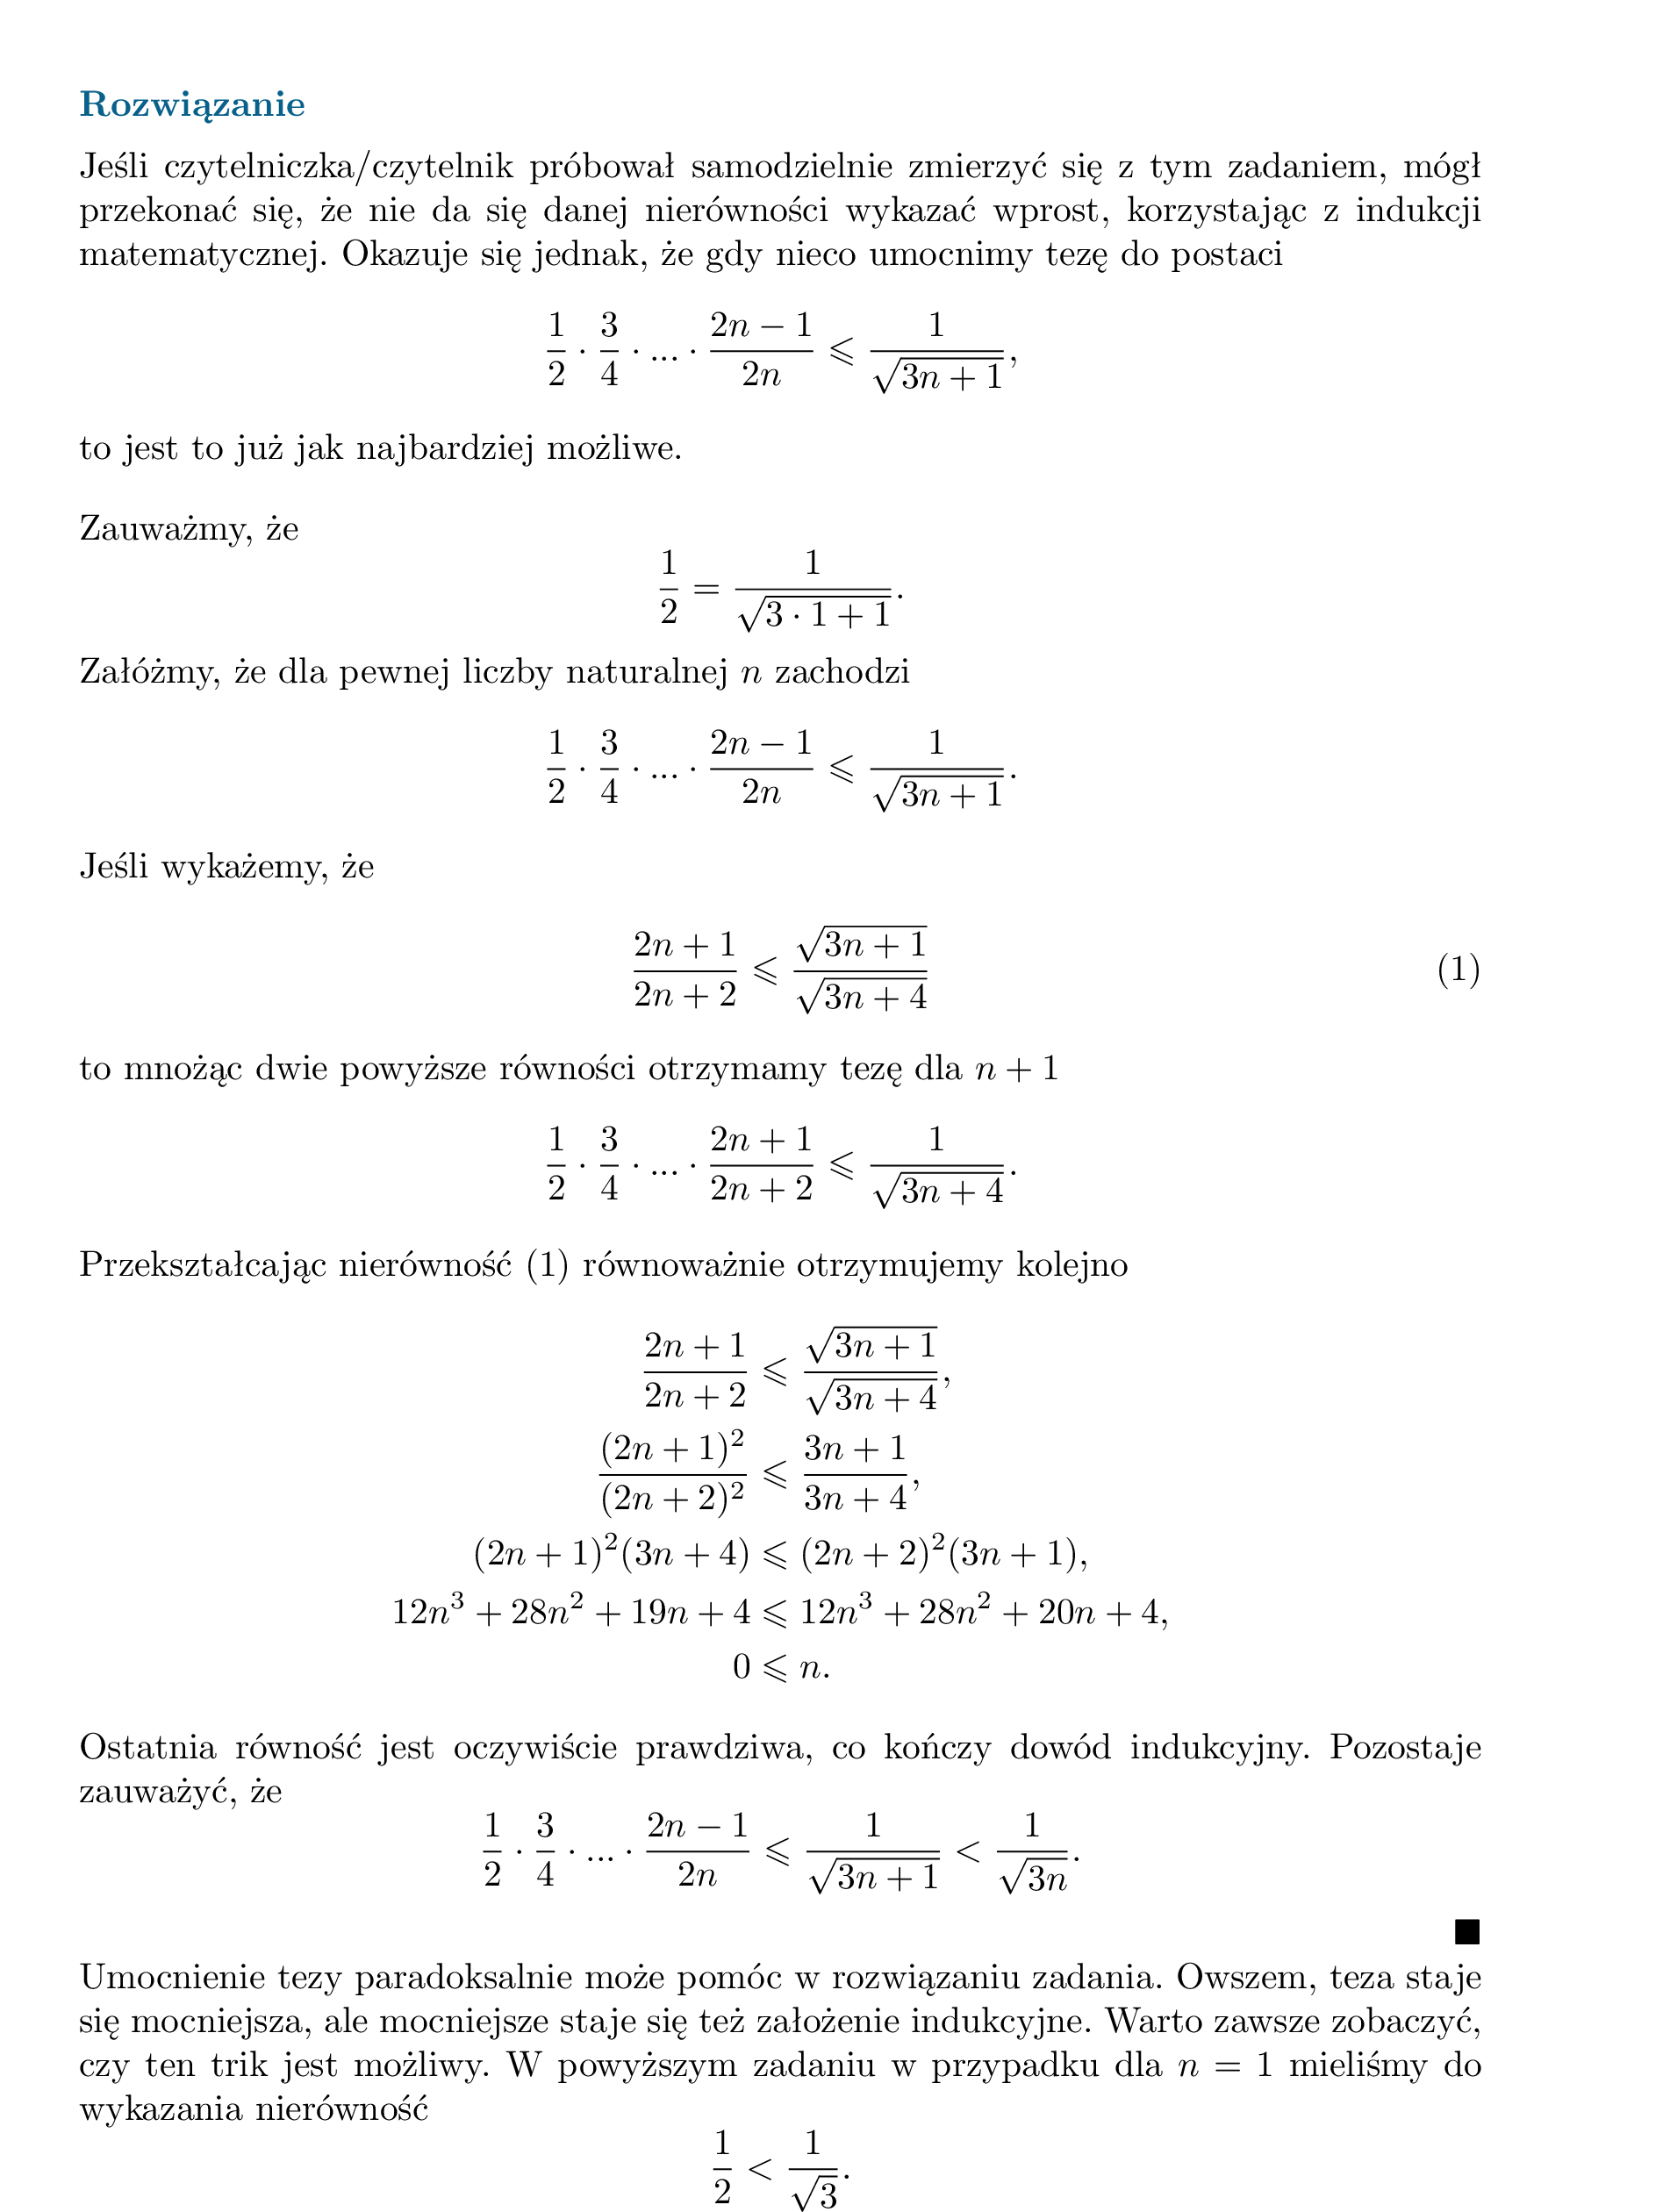 Rozwiązanie
Jeśli czytelniczka/czytelnik próbował samodzielnie zmierzyć się z tym zadaniem, mógł
przekonać się, że nie da się danej nierówności wykazać wprost, korzystając z indukcji
matematycznej. Okazuje się jednak, że gdy nieco umocnimy tezę do postaci
$$\frac{1}{2} \cdot \frac{3}{4} \cdot ... \cdot \frac{2n-1}{2n} \leqslant \frac{1}{\sqrt{3n+1}},$$
to jest to już jak najbardziej możliwe.
Zauważmy, że
$$\frac{1}{2} = \frac{1}{\sqrt{3 \cdot 1+1}}.$$
Załóżmy, że dla pewnej liczby naturalnej $n$ zachodzi
$$\frac{1}{2} \cdot \frac{3}{4} \cdot ... \cdot \frac{2n-1}{2n} \leqslant \frac{1}{\sqrt{3n+1}}.$$
Jeśli wykażemy, że
$$\frac{2n+1}{2n+2} \leqslant \frac{\sqrt{3n+1}}{\sqrt{3n+4}}$$ (1)
to mnożąc dwie powyższe równości otrzymamy tezę dla $n+1$
$$\frac{1}{2} \cdot \frac{3}{4} \cdot ... \cdot \frac{2n+1}{2n+2} \leqslant \frac{1}{\sqrt{3n+4}}.$$
Przekształcając nierówność (1) równoważnie otrzymujemy kolejno
$$\frac{2n+1}{2n+2} \leqslant \frac{\sqrt{3n+1}}{\sqrt{3n+4}},$$
$$\frac{(2n+1)^2}{(2n+2)^2} \leqslant \frac{3n+1}{3n+4},$$
$$(2n+1)^2(3n+4) \leqslant (2n+2)^2(3n+1),$$
$$12n^3+28n^2+19n+4 \leqslant 12n^3+28n^2+20n+4,$$
$$0 \leqslant n.$$
Ostatnia równość jest oczywiście prawdziwa, co kończy dowód indukcyjny. Pozostaje
zauważyć, że
$$\frac{1}{2} \cdot \frac{3}{4} \cdot ... \cdot \frac{2n-1}{2n} \leqslant \frac{1}{\sqrt{3n+1}} < \frac{1}{\sqrt{3n}}.$$
■
Umocnienie tezy paradoksalnie może pomóc w rozwiązaniu zadania. Owszem, teza staje
się mocniejsza, ale mocniejsze staje się też założenie indukcyjne. Warto zawsze zobaczyć,
czy ten trik jest możliwy. W powyższym zadaniu w przypadku dla $n = 1$ mieliśmy do
wykazania nierówność
$$\frac{1}{2} < \frac{1}{\sqrt{3}}.$$